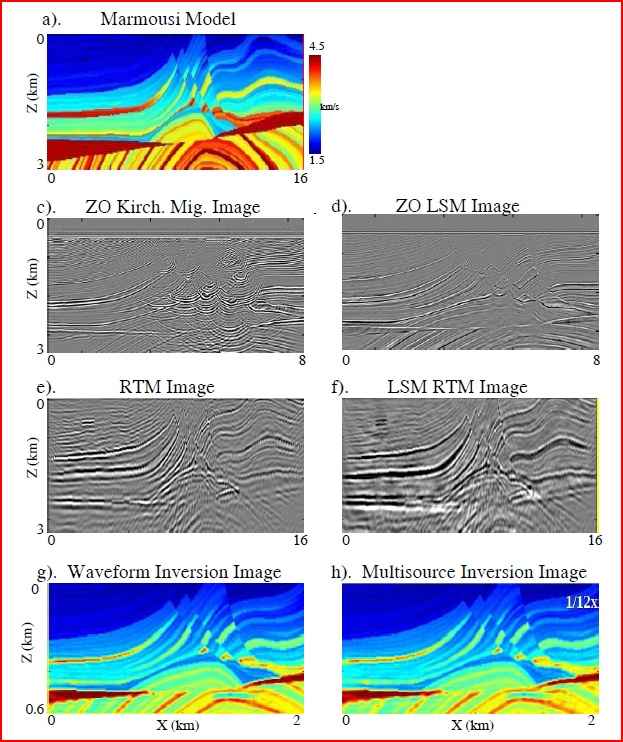 a). Marmousi Model
0
Z (km)
3
0
16
4.5
km/s
1.5
c). ZO Kirch. Mig. Image
0
Z (km)
3
0
8
d). ZO LSM Image
0
8
e). RTM Image
0
Z (km)
3
0
16
f). LSM RTM Image
0
16
g). Waveform Inversion Image
0
Z (km)
0.6
0
X (km)
2
h). Multisource Inversion Image
1/12x
0
X (km)
2